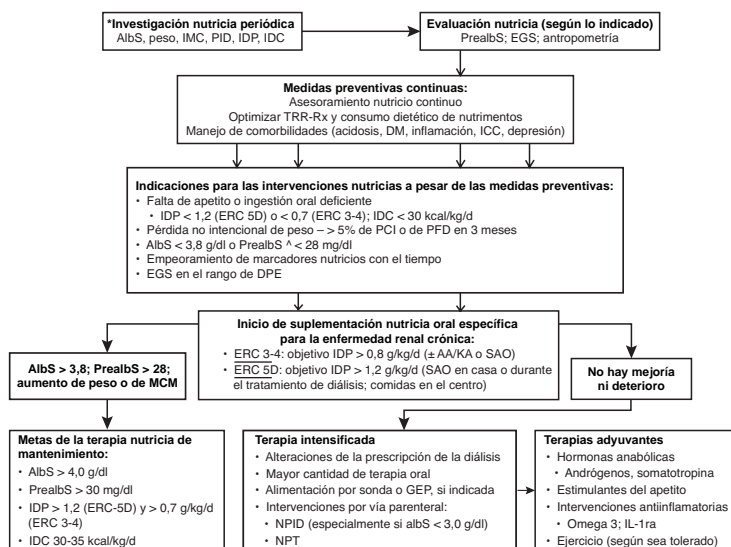 *Investigación nutricia periódica
AlbS, peso, IMC, PID, IDP, IDC
Evaluación nutricia (según lo indicado)
PrealbS; EGS; antropometría
Medidas preventivas continuas:
Asesoramiento nutricio continuo
Optimizar TRR-Rx y consumo dietético de nutrimentos
Manejo de comorbilidades (acidosis, DM, inflamación, ICC, depresión)
Indicaciones para las intervenciones nutricias a pesar de las medidas preventivas:
• Falta de apetito o ingestión oral deficiente
• IDP < 1,2 (ERC 5D) o < 0,7 (ERC 3-4); IDC < 30 kcal/kg/d
• Pérdida no intencional de peso – > 5% de PCI o de PFD en 3 meses
• AlbS < 3,8 g/dl o PrealbS ^ < 28 mg/dl
• Empeoramiento de marcadores nutricios con el tiempo
• EGS en el rango de DPE
Inicio de suplementación nutricia oral específica
para la enfermedad renal crónica:
• ERC 3-4: objetivo IDP > 0,8 g/kg/d (± AA/KA o SAO)
• ERC 5D: objetivo IDP > 1,2 g/kg/d (SAO en casa o durante
el tratamiento de diálisis; comidas en el centro)
AlbS > 3,8; PrealbS > 28;
aumento de peso o de MCM
No hay mejoría
ni deterioro
Metas de la terapia nutricia de
mantenimiento:
• AlbS > 4,0 g/dl
• PrealbS > 30 mg/dl
• IDP > 1,2 (ERC-5D) y > 0,7 g/kg/d
(ERC 3-4)
• IDC 30-35 kcal/kg/d
Terapia intensificada
• Alteraciones de la prescripción de la diálisis
• Mayor cantidad de terapia oral
• Alimentación por sonda o GEP, si indicada
• Intervenciones por vía parenteral:
• NPID (especialmente si albS < 3,0 g/dl)
• NPT
Terapias adyuvantes
• Hormonas anabólicas
• Andrógenos, somatotropina
• Estimulantes del apetito
• Intervenciones antiinflamatorias
• Omega 3; IL-1ra
• Ejercicio (según sea tolerado)